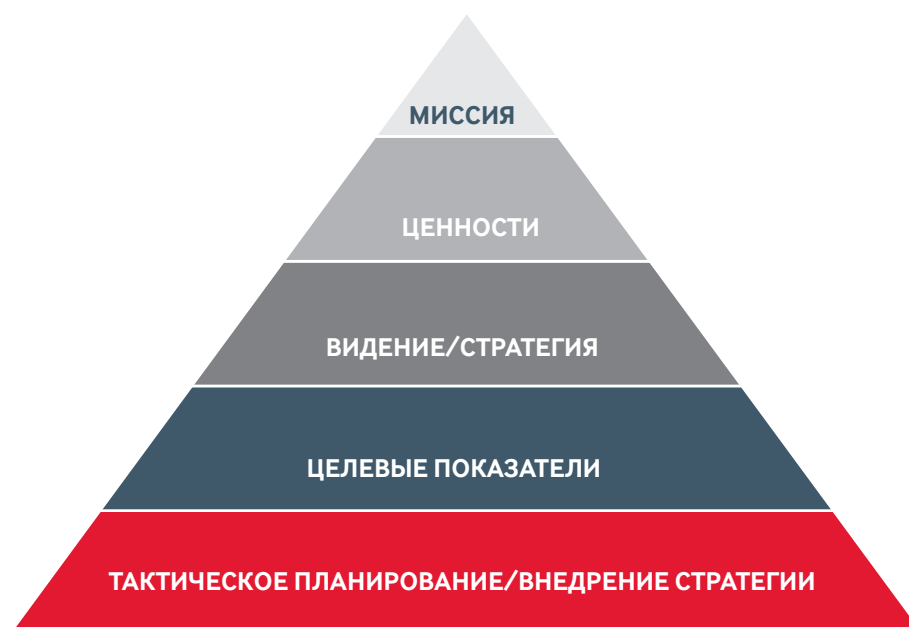 МИССИЯ
ЦЕННОСТИ
ВИДЕНИЕ/СТРАТЕГИЯ
ЦЕЛЕВЫЕ ПОКАЗАТЕЛИ
ТАКТИЧЕСКОЕ ПЛАНИРОВАНИЕ/ВНЕДРЕНИЕ СТРАТЕГИИ